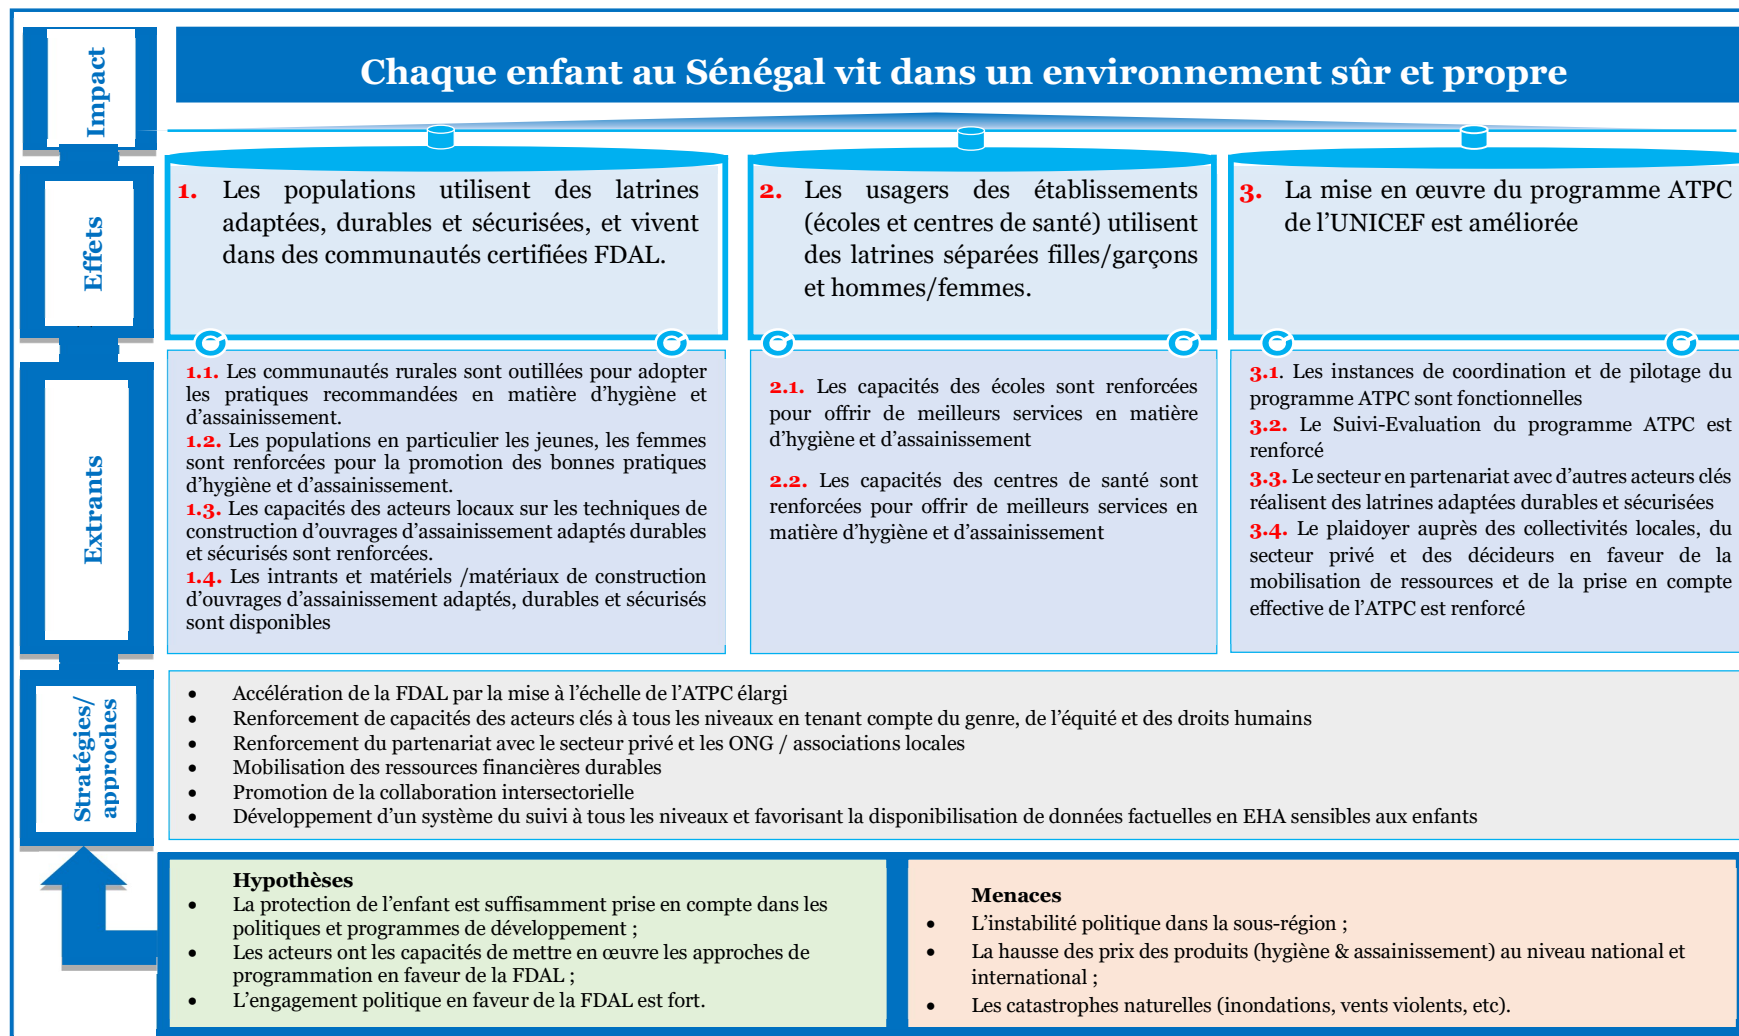 Impact
Chaque enfant au Sénégal vit dans un environnement sûr et propre
Effets
1. Les populations utilisent des latrines
adaptées, durables et sécurisées, et vivent
dans des communautés certifiées FDAL.
2. Les usagers des établissements
(écoles et centres de santé) utilisent
des latrines séparées filles/garçons
et hommes/femmes.
3. La mise en œuvre du programme ATPC
de l’UNICEF est améliorée
Extrants
1.1. Les communautés rurales sont outillées pour adopter
les pratiques recommandées en matière d’hygiène et
d’assainissement.
1.2. Les populations en particulier les jeunes, les femmes
sont renforcées pour la promotion des bonnes pratiques
d’hygiène et d’assainissement.
1.3. Les capacités des acteurs locaux sur les techniques de
construction d’ouvrages d’assainissement adaptés durables
et sécurisés sont renforcées.
1.4. Les intrants et matériels /matériaux de construction
d’ouvrages d’assainissement adaptés, durables et sécurisés
sont disponibles
2.1. Les capacités des écoles sont renforcées
pour offrir de meilleurs services en matière
d’hygiène et d’assainissement
2.2. Les capacités des centres de santé sont
renforcées pour offrir de meilleurs services en
matière d’hygiène et d’assainissement
3.1. Les instances de coordination et de pilotage du
programme ATPC sont fonctionnelles
3.2. Le Suivi-Evaluation du programme ATPC est
renforcé
3.3. Le secteur en partenariat avec d’autres acteurs clés
réalisent des latrines adaptées durables et sécurisées
3.4. Le plaidoyer auprès des collectivités locales, du
secteur privé et des décideurs en faveur de la
mobilisation de ressources et de la prise en compte
effective de l’ATPC est renforcé
Stratégies/
approches
• Accélération de la FDAL par la mise à l’échelle de l’ATPC élargi
• Renforcement de capacités des acteurs clés à tous les niveaux en tenant compte du genre, de l’équité et des droits humains
• Renforcement du partenariat avec le secteur privé et les ONG / associations locales
• Mobilisation des ressources financières durables
• Promotion de la collaboration intersectorielle
• Développement d’un système du suivi à tous les niveaux et favorisant la disponibilisation de données factuelles en EHA sensibles aux enfants
Hypothèses
• La protection de l’enfant est suffisamment prise en compte dans les
politiques et programmes de développement ;
• Les acteurs ont les capacités de mettre en œuvre les approches de
programmation en faveur de la FDAL ;
• L’engagement politique en faveur de la FDAL est fort.
Menaces
• L’instabilité politique dans la sous-région ;
• La hausse des prix des produits (hygiène & assainissement) au niveau national et
international ;
• Les catastrophes naturelles (inondations, vents violents, etc).